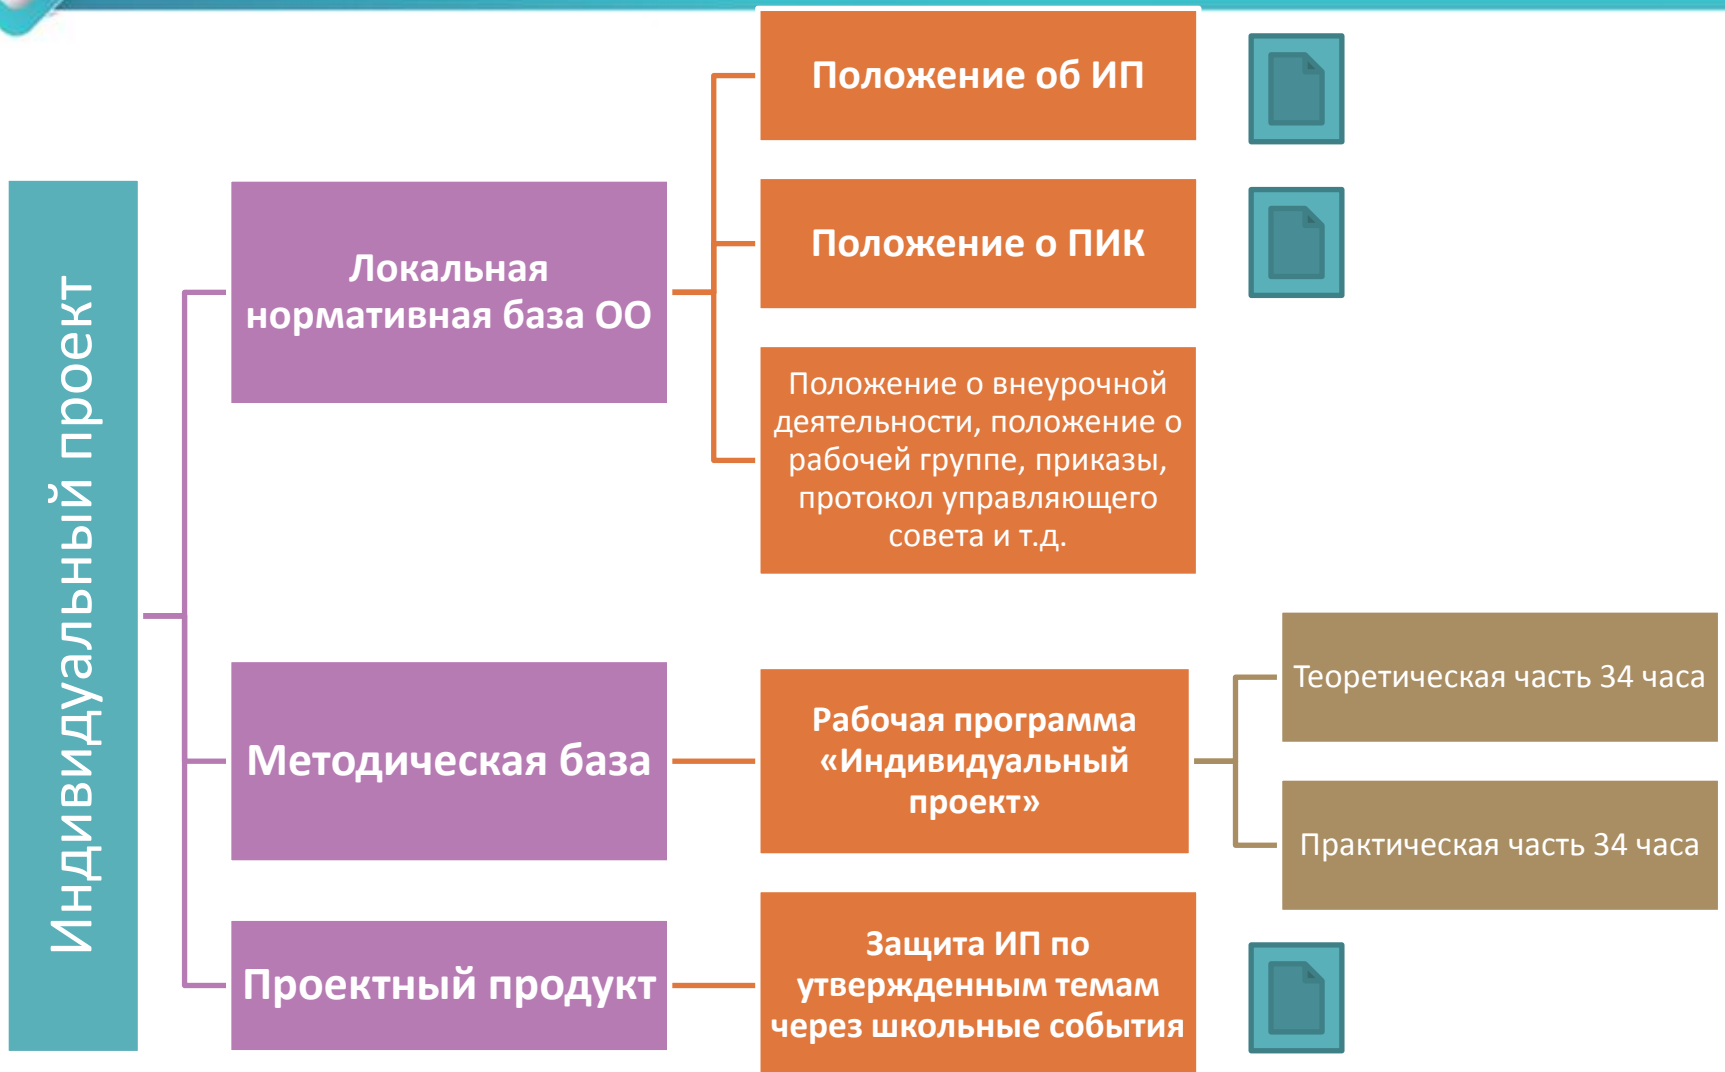 Индивидуальный проект
Локальная
нормативная база ОО
Положение об ИП
Положение о ПИК
Положение о внеурочной
деятельности, положение о
рабочей группе, приказы,
протокол управляющего
совета и т.д.
Методическая база
Рабочая программа
«Индивидуальный
проект»
Теоретическая часть 34 часа
Практическая часть 34 часа
Проектный продукт
Защита ИП по
утвержденным темам
через школьные события